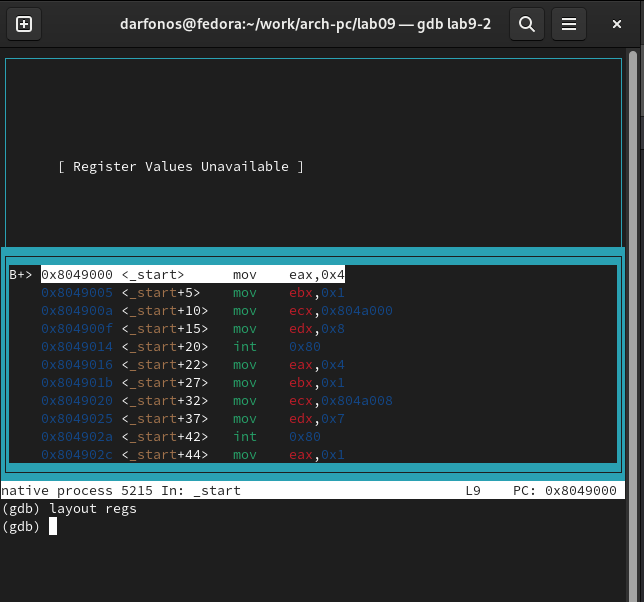 darfonos@fedora:~/work/arch-pc/lab09 — gdb lab9-2
[ Register Values Unavailable ]
B+> 0x8049000 <_start>      mov    eax,0x4
0x8049005 <_start+5>    mov    ebx,0x1
0x804900a <_start+10>   mov    ecx,0x804a000
0x804900f <_start+15>   mov    edx,0x8
0x8049014 <_start+20>   int    0x80
0x8049016 <_start+22>   mov    eax,0x4
0x804901b <_start+27>   mov    ebx,0x1
0x8049020 <_start+32>   mov    ecx,0x804a008
0x8049025 <_start+37>   mov    edx,0x7
0x804902a <_start+42>   int    0x80
0x804902c <_start+44>   mov    eax,0x1
native process 5215 In: _start                            L9    PC: 0x8049000
(gdb) layout regs
(gdb)